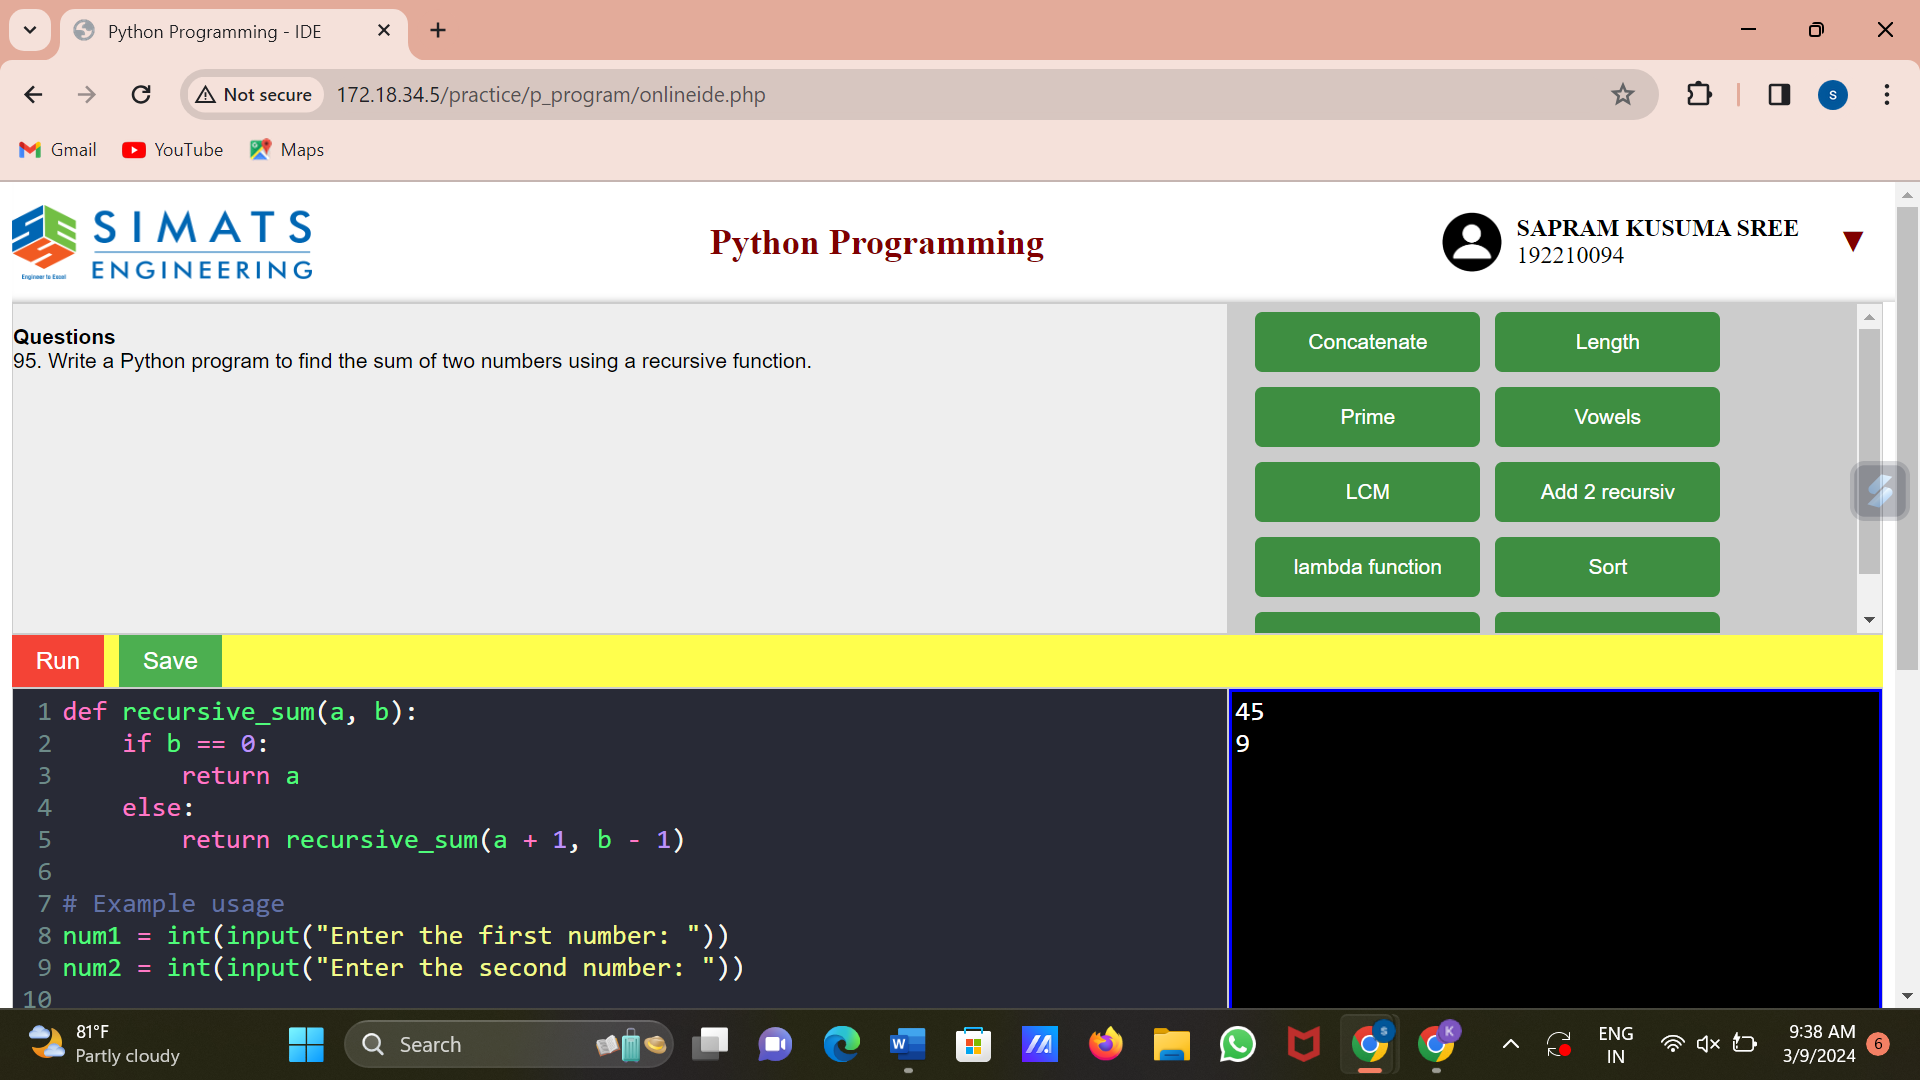 Python Programming - IDE
Not secure
172.18.34.5/practice/p_program/onlineide.php
s
Gmail
YouTube
Maps
SIMATS
ENGINEERING
Engineer to Excel
Python Programming
SAPRAM KUSUMA SREE
192210094
Questions
95. Write a Python program to find the sum of two numbers using a recursive function.
Concatenate
Length
Prime
Vowels
LCM
Add 2 recursiv
lambda function
Sort
Run
Save
1 def recursive_sum(a, b):
2     if b == 0:
3         return a
4     else:
5         return recursive_sum(a + 1, b - 1)
6
7 # Example usage
8 num1 = int(input("Enter the first number: "))
9 num2 = int(input("Enter the second number: "))
10
45
9
81°F
Partly cloudy
Search
W
S
K
ENG
IN
9:38 AM
3/9/2024
6